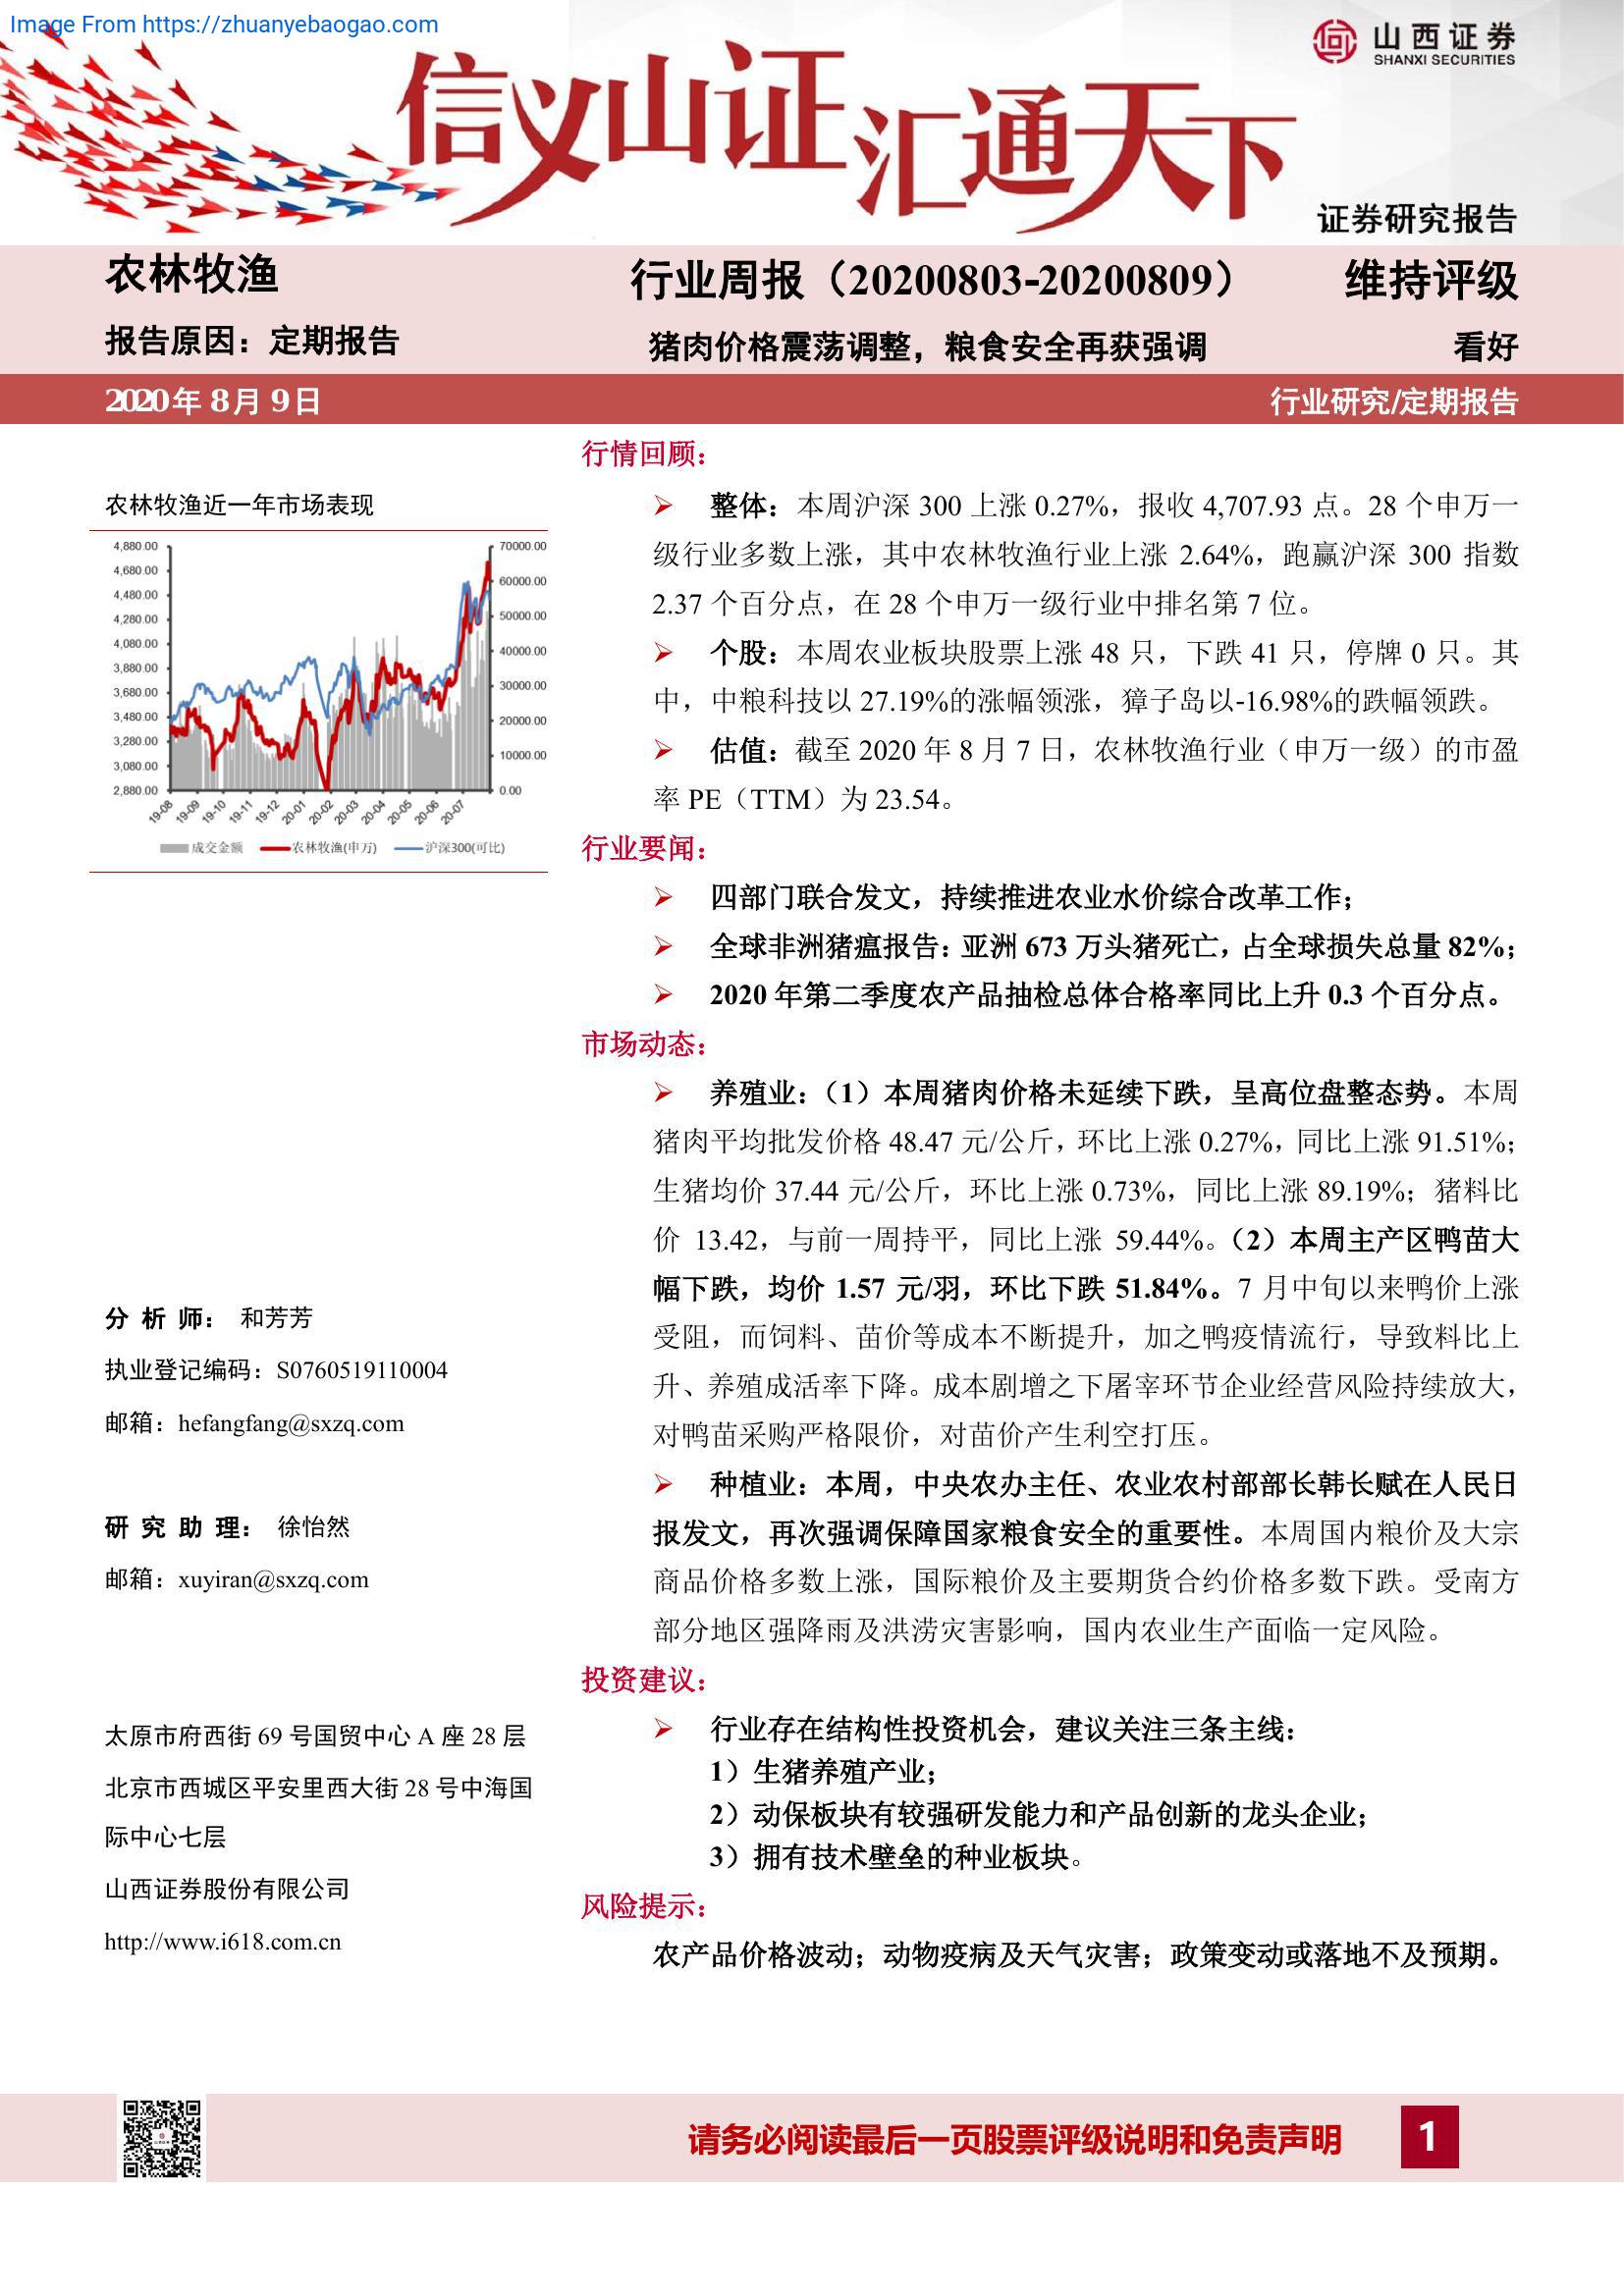 Image From https://zhuanyebaogao.com
山西证券
SHANXI SECURITIES
信义山证汇通天下
证券研究报告
农林牧渔
行业周报（20200803-20200809）
维持评级
报告原因：定期报告
猪肉价格震荡调整，粮食安全再获强调
看好
2020年 8月 9日
行业研究/定期报告
农林牧渔近一年市场表现
4,880.00
4,680.00
4,480.00
4,280.00
4,080.00
3,880.00
3,680.00
3,480.00
3,280.00
3,080.00
2,880.00
70000.00
60000.00
50000.00
40000.00
30000.00
20000.00
10000.00
0.00
19-08
19-09
19-10
19-11
19-12
20-01
20-02
20-03
20-04
20-05
20-06
20-07
成交金额 农林牧渔(申万) 沪深300(可比)
分 析 师： 和芳芳
执业登记编码：S0760519110004
邮箱：hefangfang@sxzq.com
研 究 助 理： 徐怡然
邮箱：xuyiran@sxzq.com
太原市府西街 69 号国贸中心 A 座 28 层
北京市西城区平安里西大街 28 号中海国
际中心七层
山西证券股份有限公司
http://www.i618.com.cn
行情回顾：
整体：本周沪深 300 上涨 0.27%，报收 4,707.93 点。28 个申万一
级行业多数上涨，其中农林牧渔行业上涨 2.64%，跑赢沪深 300 指数
2.37 个百分点，在 28 个申万一级行业中排名第 7 位。
个股：本周农业板块股票上涨 48 只，下跌 41 只，停牌 0 只。其
中，中粮科技以 27.19%的涨幅领涨，獐子岛以-16.98%的跌幅领跌。
估值：截至 2020 年 8 月 7 日，农林牧渔行业（申万一级）的市盈
率 PE（TTM）为 23.54。
行业要闻：
四部门联合发文，持续推进农业水价综合改革工作；
全球非洲猪瘟报告：亚洲 673 万头猪死亡，占全球损失总量 82%；
2020 年第二季度农产品抽检总体合格率同比上升 0.3 个百分点。
市场动态：
养殖业：（1）本周猪肉价格未延续下跌，呈高位盘整态势。本周
猪肉平均批发价格 48.47 元/公斤，环比上涨 0.27%，同比上涨 91.51%；
生猪均价 37.44 元/公斤，环比上涨 0.73%，同比上涨 89.19%；猪料比
价 13.42，与前一周持平，同比上涨 59.44%。（2）本周主产区鸭苗大
幅下跌，均价 1.57 元/羽，环比下跌 51.84%。7 月中旬以来鸭价上涨
受阻，而饲料、苗价等成本不断提升，加之鸭疫情流行，导致料比上
升、养殖成活率下降。成本剧增之下屠宰环节企业经营风险持续放大，
对鸭苗采购严格限价，对苗价产生利空打压。
种植业：本周，中央农办主任、农业农村部部长韩长赋在人民日
报发文，再次强调保障国家粮食安全的重要性。本周国内粮价及大宗
商品价格多数上涨，国际粮价及主要期货合约价格多数下跌。受南方
部分地区强降雨及洪涝灾害影响，国内农业生产面临一定风险。
投资建议：
行业存在结构性投资机会，建议关注三条主线：
1）生猪养殖产业；
2）动保板块有较强研发能力和产品创新的龙头企业；
3）拥有技术壁垒的种业板块。
风险提示：
农产品价格波动；动物疫病及天气灾害；政策变动或落地不及预期。
请务必阅读最后一页股票评级说明和免责声明
1